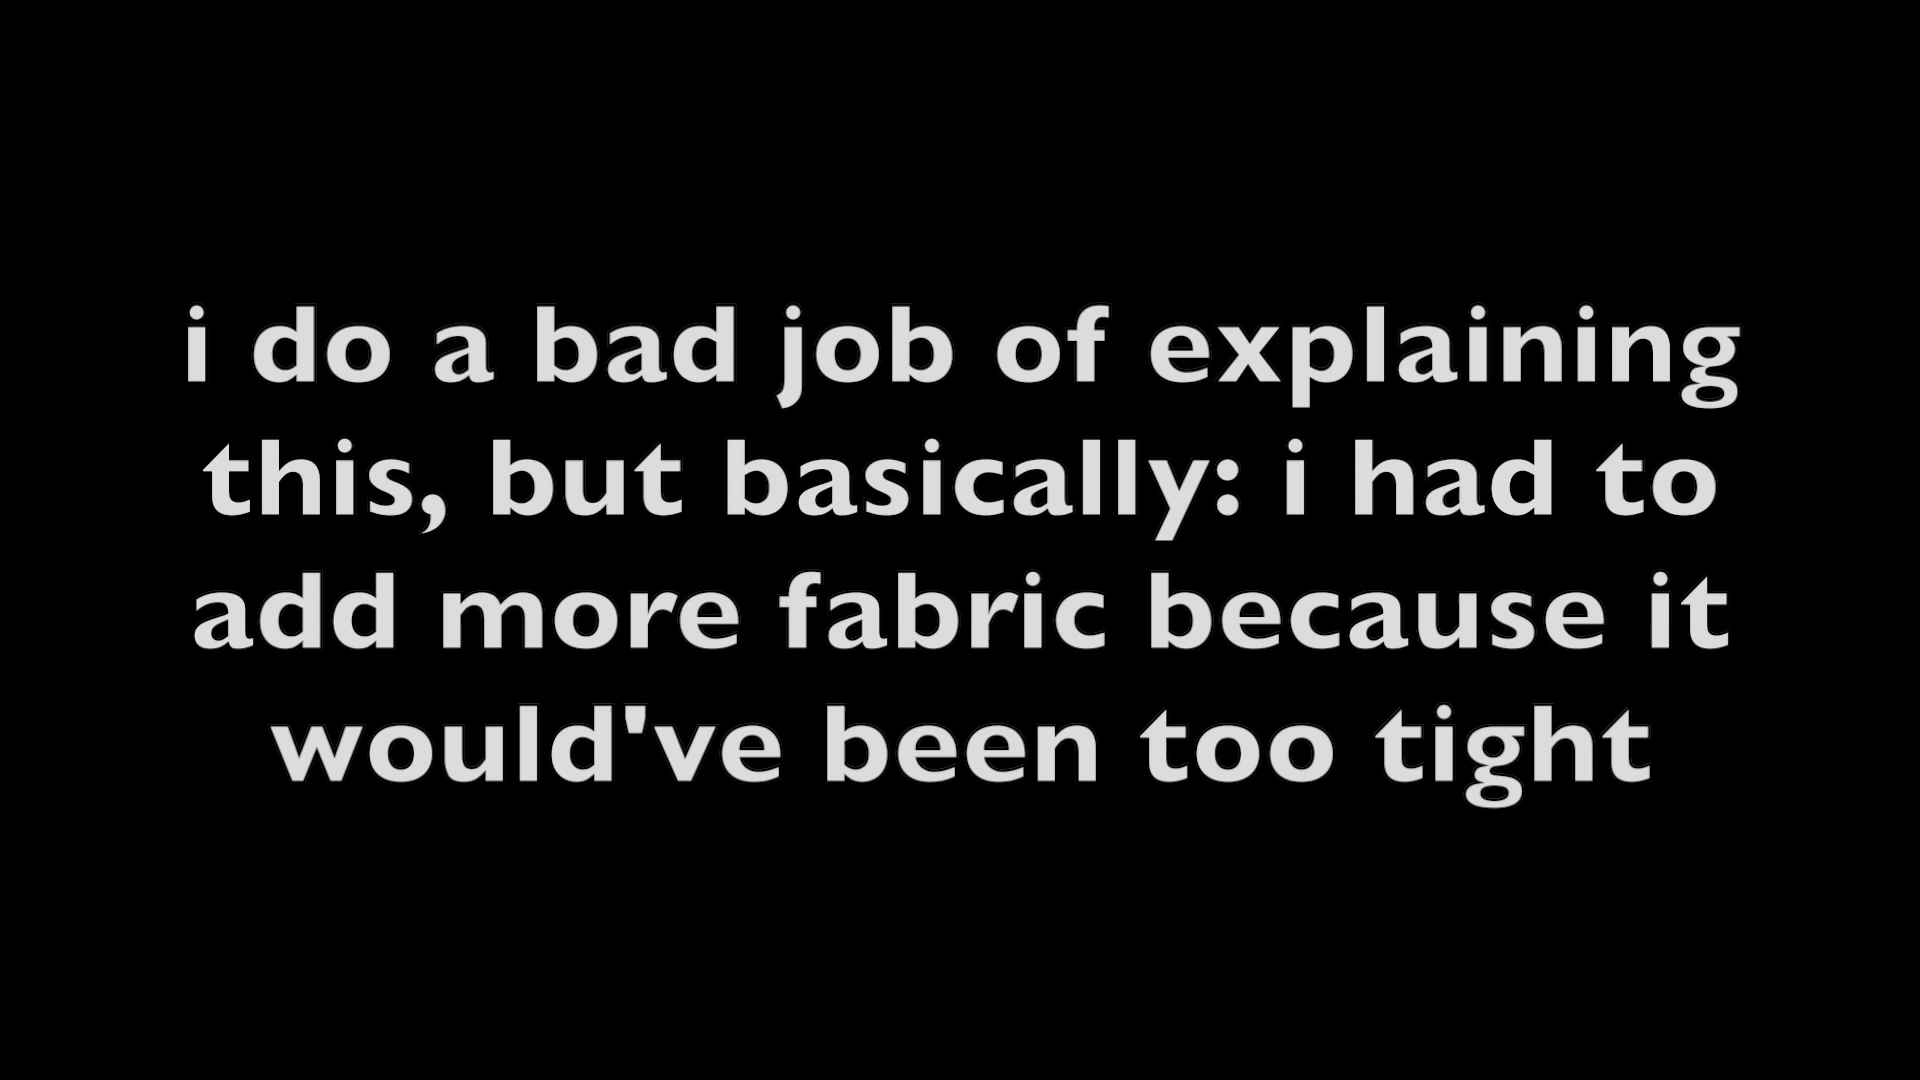 i do a bad job of explaining
this, but basically: i had to
add more fabric because it
would've been too tight